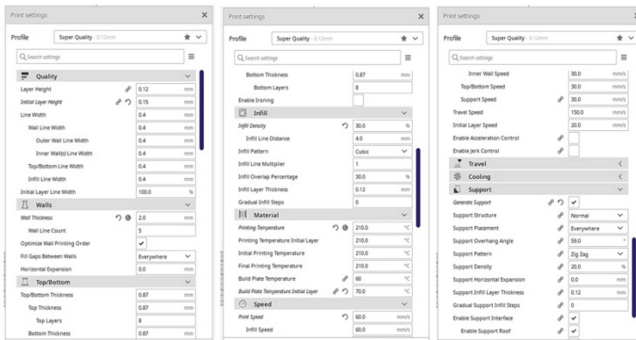 Print settings
Profile Super Quality 0.12mm
Search settings
Quality
Layer Height 0.12 mm
Initial Layer Height 0.15 mm
Line Width 0.4 mm
Wall Line Width 0.4 mm
Outer Wall Line Width 0.4 mm
Inner Wall(s) Line Width 0.4 mm
Top/Bottom Line Width 0.4 mm
Infill Line Width 0.4 mm
Initial Layer Line Width 100.0 %
Walls
Wall Thickness 2.0 mm
Wall Line Count 5
Optimize Wall Printing Order
Fill Gaps Between Walls Everywhere
Horizontal Expansion 0.0 mm
Top/Bottom
Top/Bottom Thickness 0.87 mm
Top Thickness 0.87 mm
Top Layers 8
Bottom Thickness 0.87 mm
Print settings
Profile Super Quality 0.12mm
Search settings
Bottom Thickness 0.87 mm
Bottom Layers 8
Enable Ironing
Infill
Infill Density 30.0 %
Infill Line Distance 4.0 mm
Infill Pattern Cubic
Infill Line Multiplier 1
Infill Overlap Percentage 30.0 %
Infill Layer Thickness 0.12 mm
Gradual Infill Steps 0
Material
Printing Temperature 210.0 °C
Printing Temperature Initial Layer 210.0 °C
Initial Printing Temperature 210.0 °C
Final Printing Temperature 210.0 °C
Build Plate Temperature 60 °C
Build Plate Temperature Initial Layer 70.0 °C
Speed
Print Speed 60.0 mm/s
Infill Speed 60.0 mm/s
Print settings
Profile Super Quality 0.12mm
Search settings
Inner Wall Speed 30.0 mm/s
Top/Bottom Speed 30.0 mm/s
Support Speed 30.0 mm/s
Travel Speed 150.0 mm/s
Initial Layer Speed 20.0 mm/s
Enable Acceleration Control
Enable Jerk Control
Travel
Cooling
Support
Generate Support
Support Structure Normal
Support Placement Everywhere
Support Overhang Angle 59.0 °
Support Pattern Zig Zag
Support Density 20.0 %
Support Horizontal Expansion 0.0 mm
Support Infill Layer Thickness 0.12 mm
Gradual Support Infill Steps 0
Enable Support Interface
Enable Support Roof